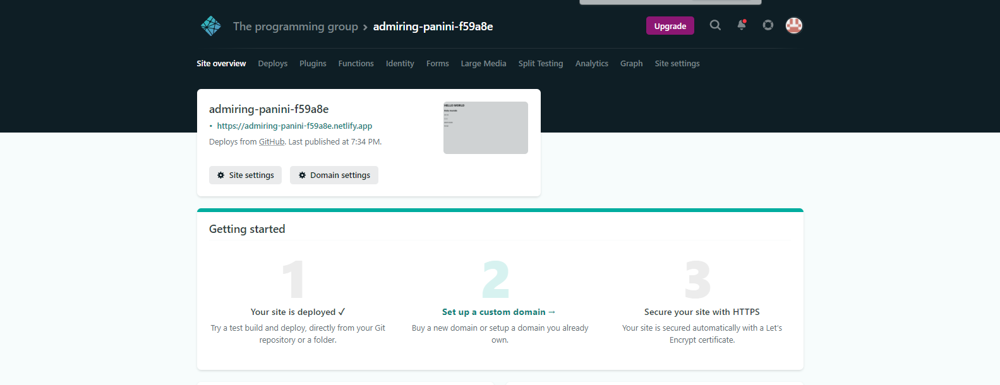 The programming group › admiring-panini-f59a8e
Upgrade
Site overview Deploys Plugins Functions Identity Forms Large Media Split Testing Analytics Graph Site settings
admiring-panini-f59a8e
• https://admiring-panini-f59a8e.netlify.app
Deploys from GitHub. Last published at 7:34 PM.
HELLO WORLD
Site settings Domain settings
Getting started
1
Your site is deployed ✓
Try a test build and deploy, directly from your Git
repository or a folder.
2
Set up a custom domain →
Buy a new domain or setup a domain you already
own.
3
Secure your site with HTTPS
Your site is secured automatically with a Let's
Encrypt certificate.